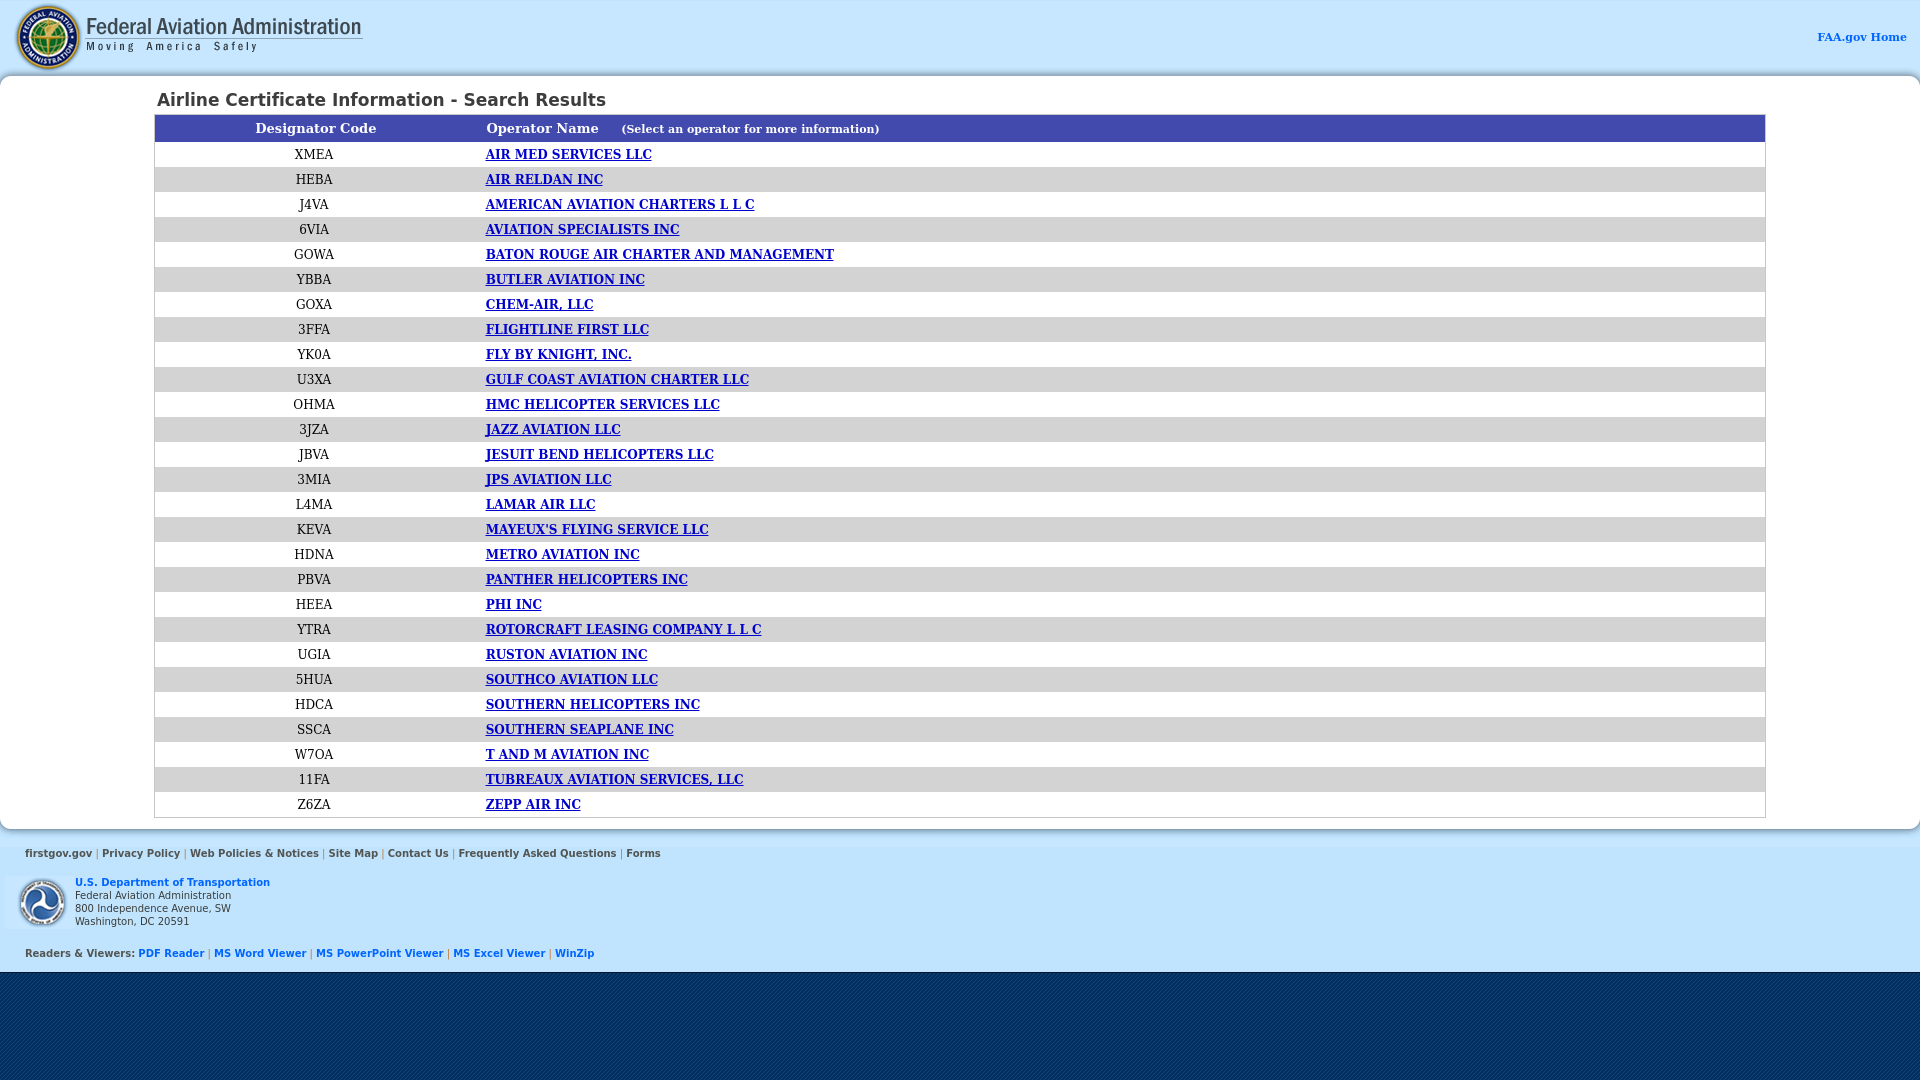 Federal Aviation Administration
Moving America Safely
FAA.gov Home
Airline Certificate Information - Search Results
Designator Code Operator Name (Select an operator for more information)
XMEA AIR MED SERVICES LLC
HEBA AIR RELDAN INC
J4VA AMERICAN AVIATION CHARTERS L L C
6VIA AVIATION SPECIALISTS INC
GOWA BATON ROUGE AIR CHARTER AND MANAGEMENT
YBBA BUTLER AVIATION INC
GOXA CHEM-AIR, LLC
3FFA FLIGHTLINE FIRST LLC
YK0A FLY BY KNIGHT, INC.
U3XA GULF COAST AVIATION CHARTER LLC
OHMA HMC HELICOPTER SERVICES LLC
3JZA JAZZ AVIATION LLC
JBVA JESUIT BEND HELICOPTERS LLC
3MIA JPS AVIATION LLC
L4MA LAMAR AIR LLC
KEVA MAYEUX'S FLYING SERVICE LLC
HDNA METRO AVIATION INC
PBVA PANTHER HELICOPTERS INC
HEEA PHI INC
YTRA ROTORCRAFT LEASING COMPANY L L C
UGIA RUSTON AVIATION INC
5HUA SOUTHCO AVIATION LLC
HDCA SOUTHERN HELICOPTERS INC
SSCA SOUTHERN SEAPLANE INC
W7OA T AND M AVIATION INC
11FA TUBREAUX AVIATION SERVICES, LLC
Z6ZA ZEPP AIR INC
firstgov.gov | Privacy Policy | Web Policies & Notices | Site Map | Contact Us | Frequently Asked Questions | Forms
U.S. Department of Transportation
Federal Aviation Administration
800 Independence Avenue, SW
Washington, DC 20591
Readers & Viewers: PDF Reader | MS Word Viewer | MS PowerPoint Viewer | MS Excel Viewer | WinZip